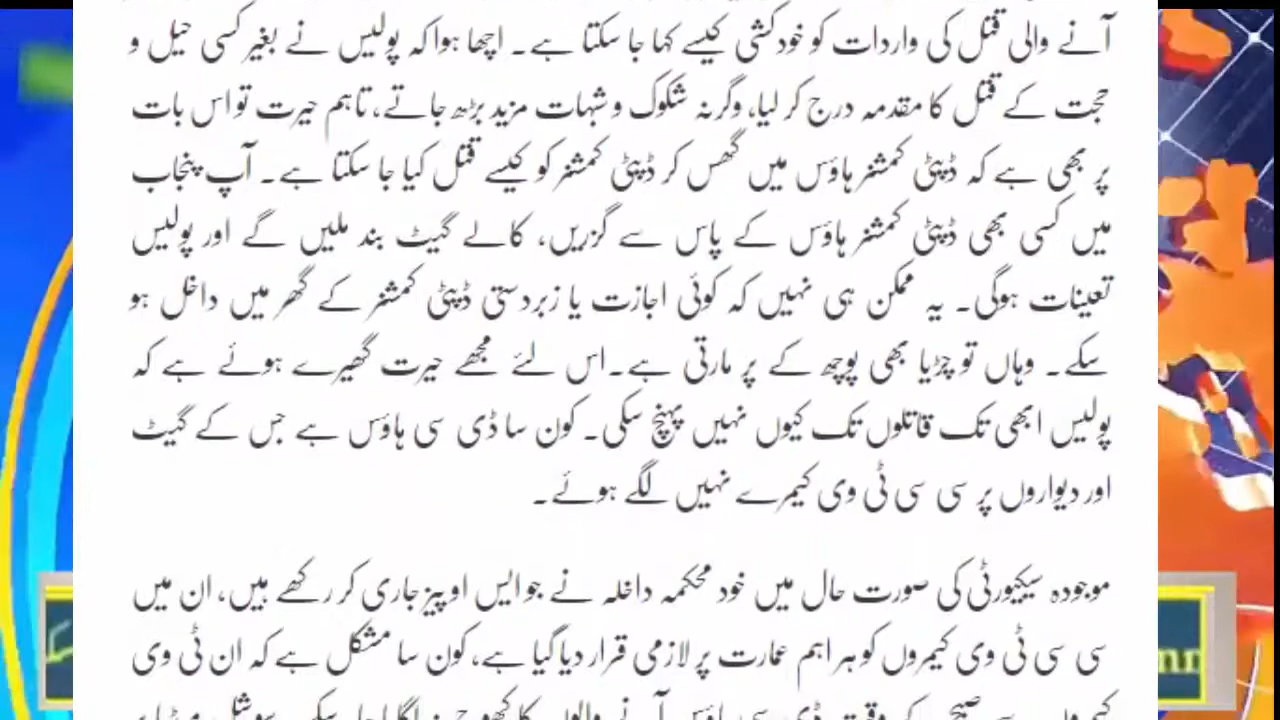 آنے والی قتل کی واردات کو خودکشی کیسے کہا جا سکتا ہے۔ اچھا ہوا کہ پولیس نے بغیر کسی حیل و
حجت کے قتل کا مقدمہ درج کر لیا، وگرنہ شکوک و شبہات مزید بڑھ جاتے، تاہم حیرت تو اس بات
پر بھی ہے کہ ڈپٹی کمشنر ہاؤس میں گھس کر ڈپٹی کمشنر کو کیسے قتل کیا جا سکتا ہے۔ آپ پنجاب
میں کسی بھی ڈپٹی کمشنر ہاؤس کے پاس سے گزریں، کالے گیٹ بند ملیں گے اور پولیس
تعینات ہوگی۔ یہ ممکن ہی نہیں کہ کوئی اجازت یا زبردستی ڈپٹی کمشنر کے گھر میں داخل ہو
سکے۔ وہاں تو چڑیا بھی پوچھ کے پر مارتی ہے۔اس لئے مجھے حیرت گھیرے ہوئے ہے کہ
پولیس ابھی تک قاتلوں تک کیوں نہیں پہنچ سکی۔ کون سا ڈی سی ہاؤس ہے جس کے گیٹ
اور دیواروں پر سی سی ٹی وی کیمرے نہیں لگے ہوئے۔
موجودہ سیکیورٹی کی صورت حال میں خود محکمہ داخلہ نے جو ایس او پیز جاری کر رکھے ہیں، ان میں
سی سی ٹی وی کیمروں کو ہر اہم عمارت پر لازمی قرار دیا گیا ہے، کون سا مشکل ہے کہ ان ٹی وی